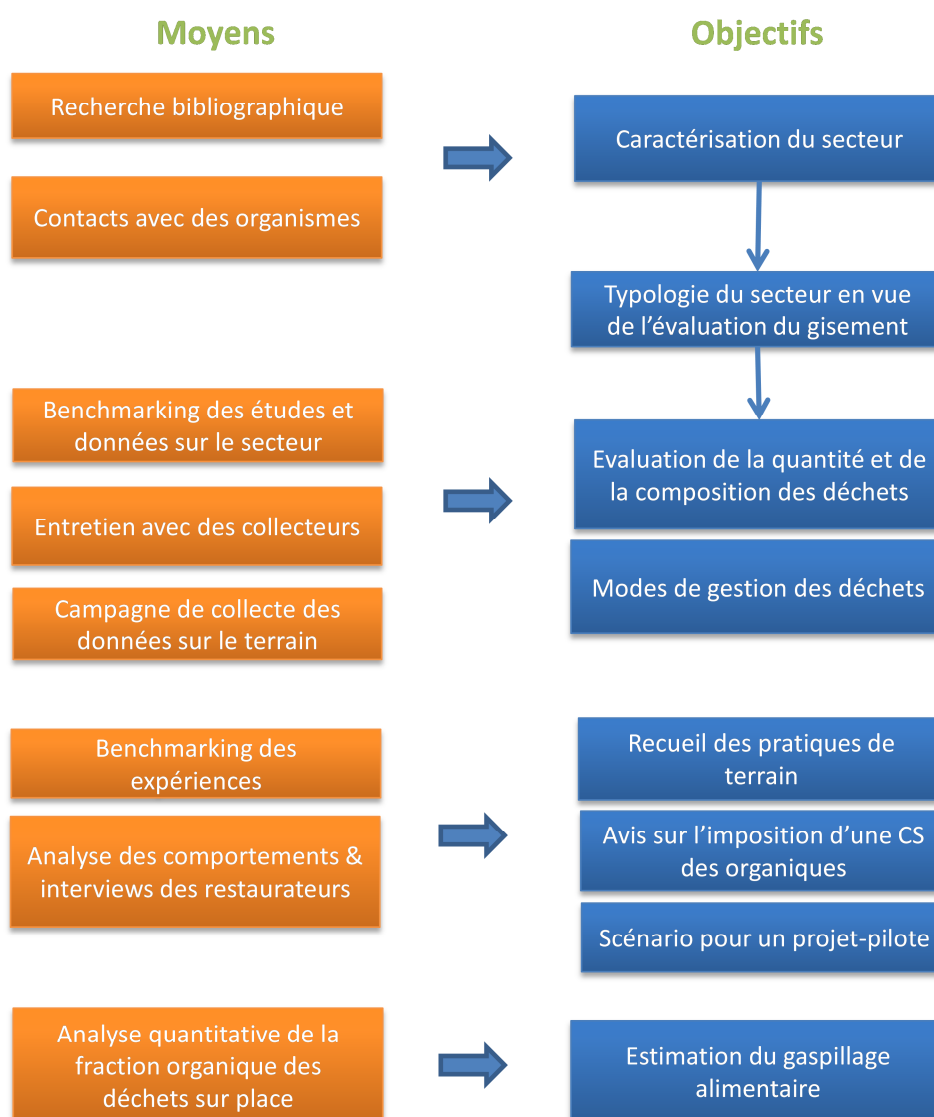 Moyens
Objectifs
Recherche bibliographique
Contacts avec des organismes
Caractérisation du secteur
Typologie du secteur en vue
de l'évaluation du gisement
Benchmarking des études et
données sur le secteur
Entretien avec des collecteurs
Campagne de collecte des
données sur le terrain
Evaluation de la quantité et de
la composition des déchets
Modes de gestion des déchets
Benchmarking des
expériences
Analyse des comportements &
interviews des restaurateurs
Recueil des pratiques de
terrain
Avis sur l'imposition d'une CS
des organiques
Scénario pour un projet-pilote
Analyse quantitative de la
fraction organique des
déchets sur place
Estimation du gaspillage
alimentaire